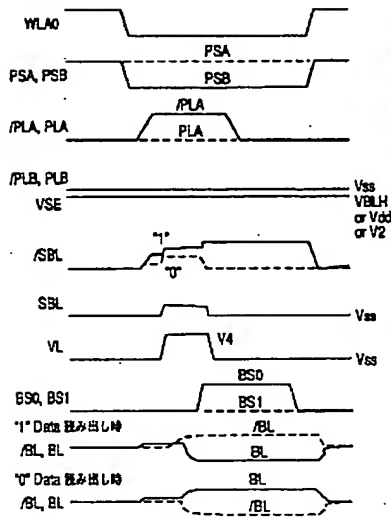 WLA0
PSA
PSA, PSB
PSB
/PLA
/PLA, PLA
PLA
/PLB, PLB
Vss
VSE
VBLH
or Vdd
or V2
"1"
/SBL
"0"
SBL
Vss
VL
V4
Vss
BS0
BS0, BS1
BS1
"1" Data 読み出し時
/BL
/BL, BL
BL
"0" Data 読み出し時
BL
/BL, BL
/BL